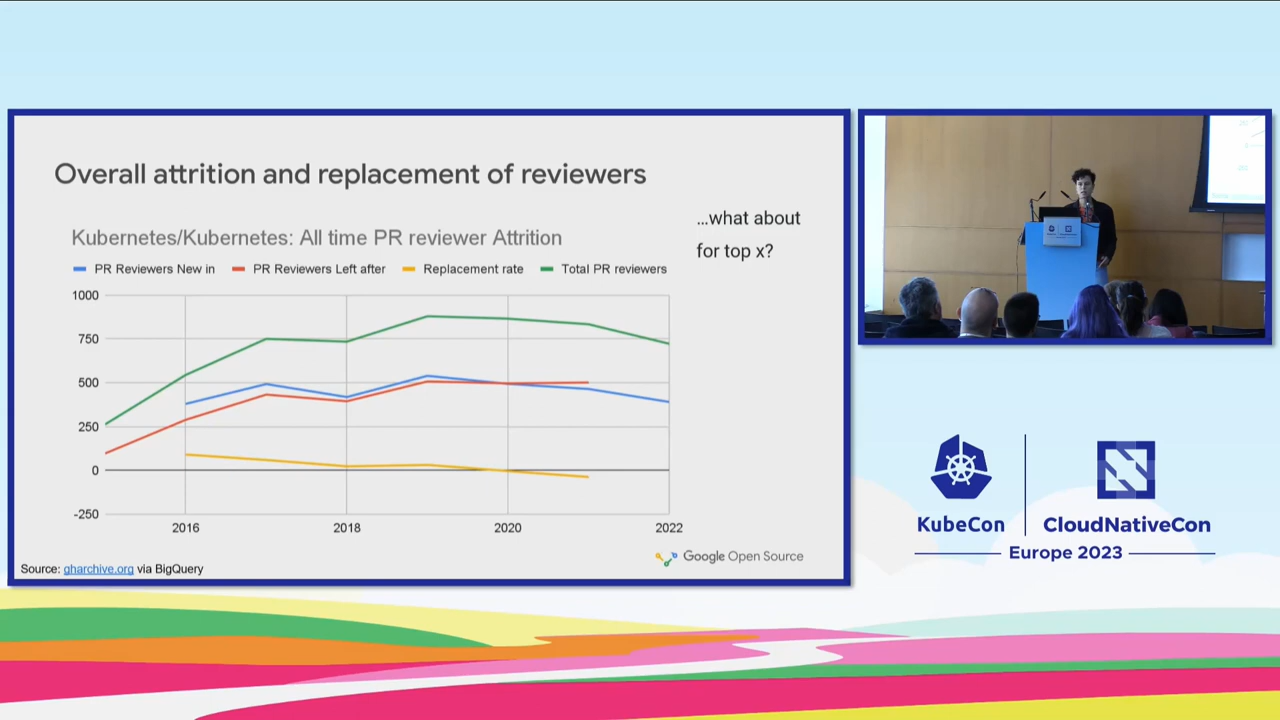 Overall attrition and replacement of reviewers
...what about
for top x?
Kubernetes/Kubernetes: All time PR reviewer Attrition
PR Reviewers New in
PR Reviewers Left after
Replacement rate
Total PR reviewers
1000
750
500
250
0
-250
2016
2018
2020
2022
Source: gharchive.org via BigQuery
Google Open Source
KubeCon
CloudNativeCon
Europe 2023